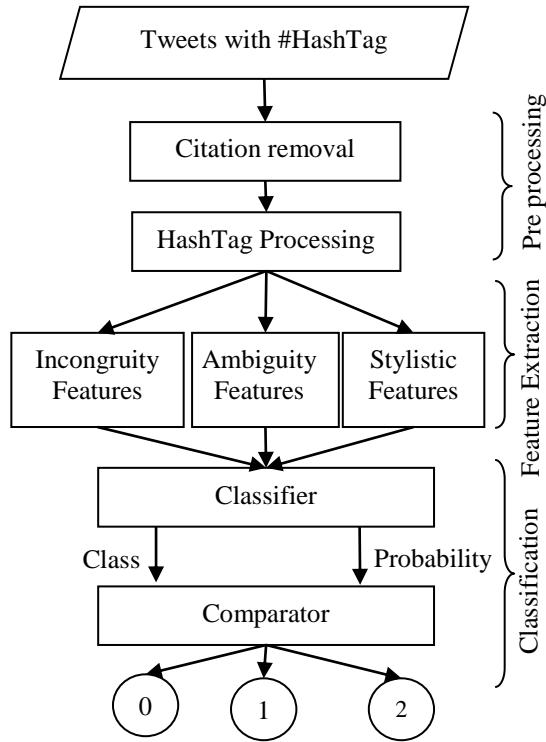 Tweets with #HashTag
Citation removal
HashTag Processing
Pre processing
Incongruity
Features
Ambiguity
Features
Stylistic
Features
Feature Extraction
Classifier
Class
Probability
Comparator
Classification
0
1
2